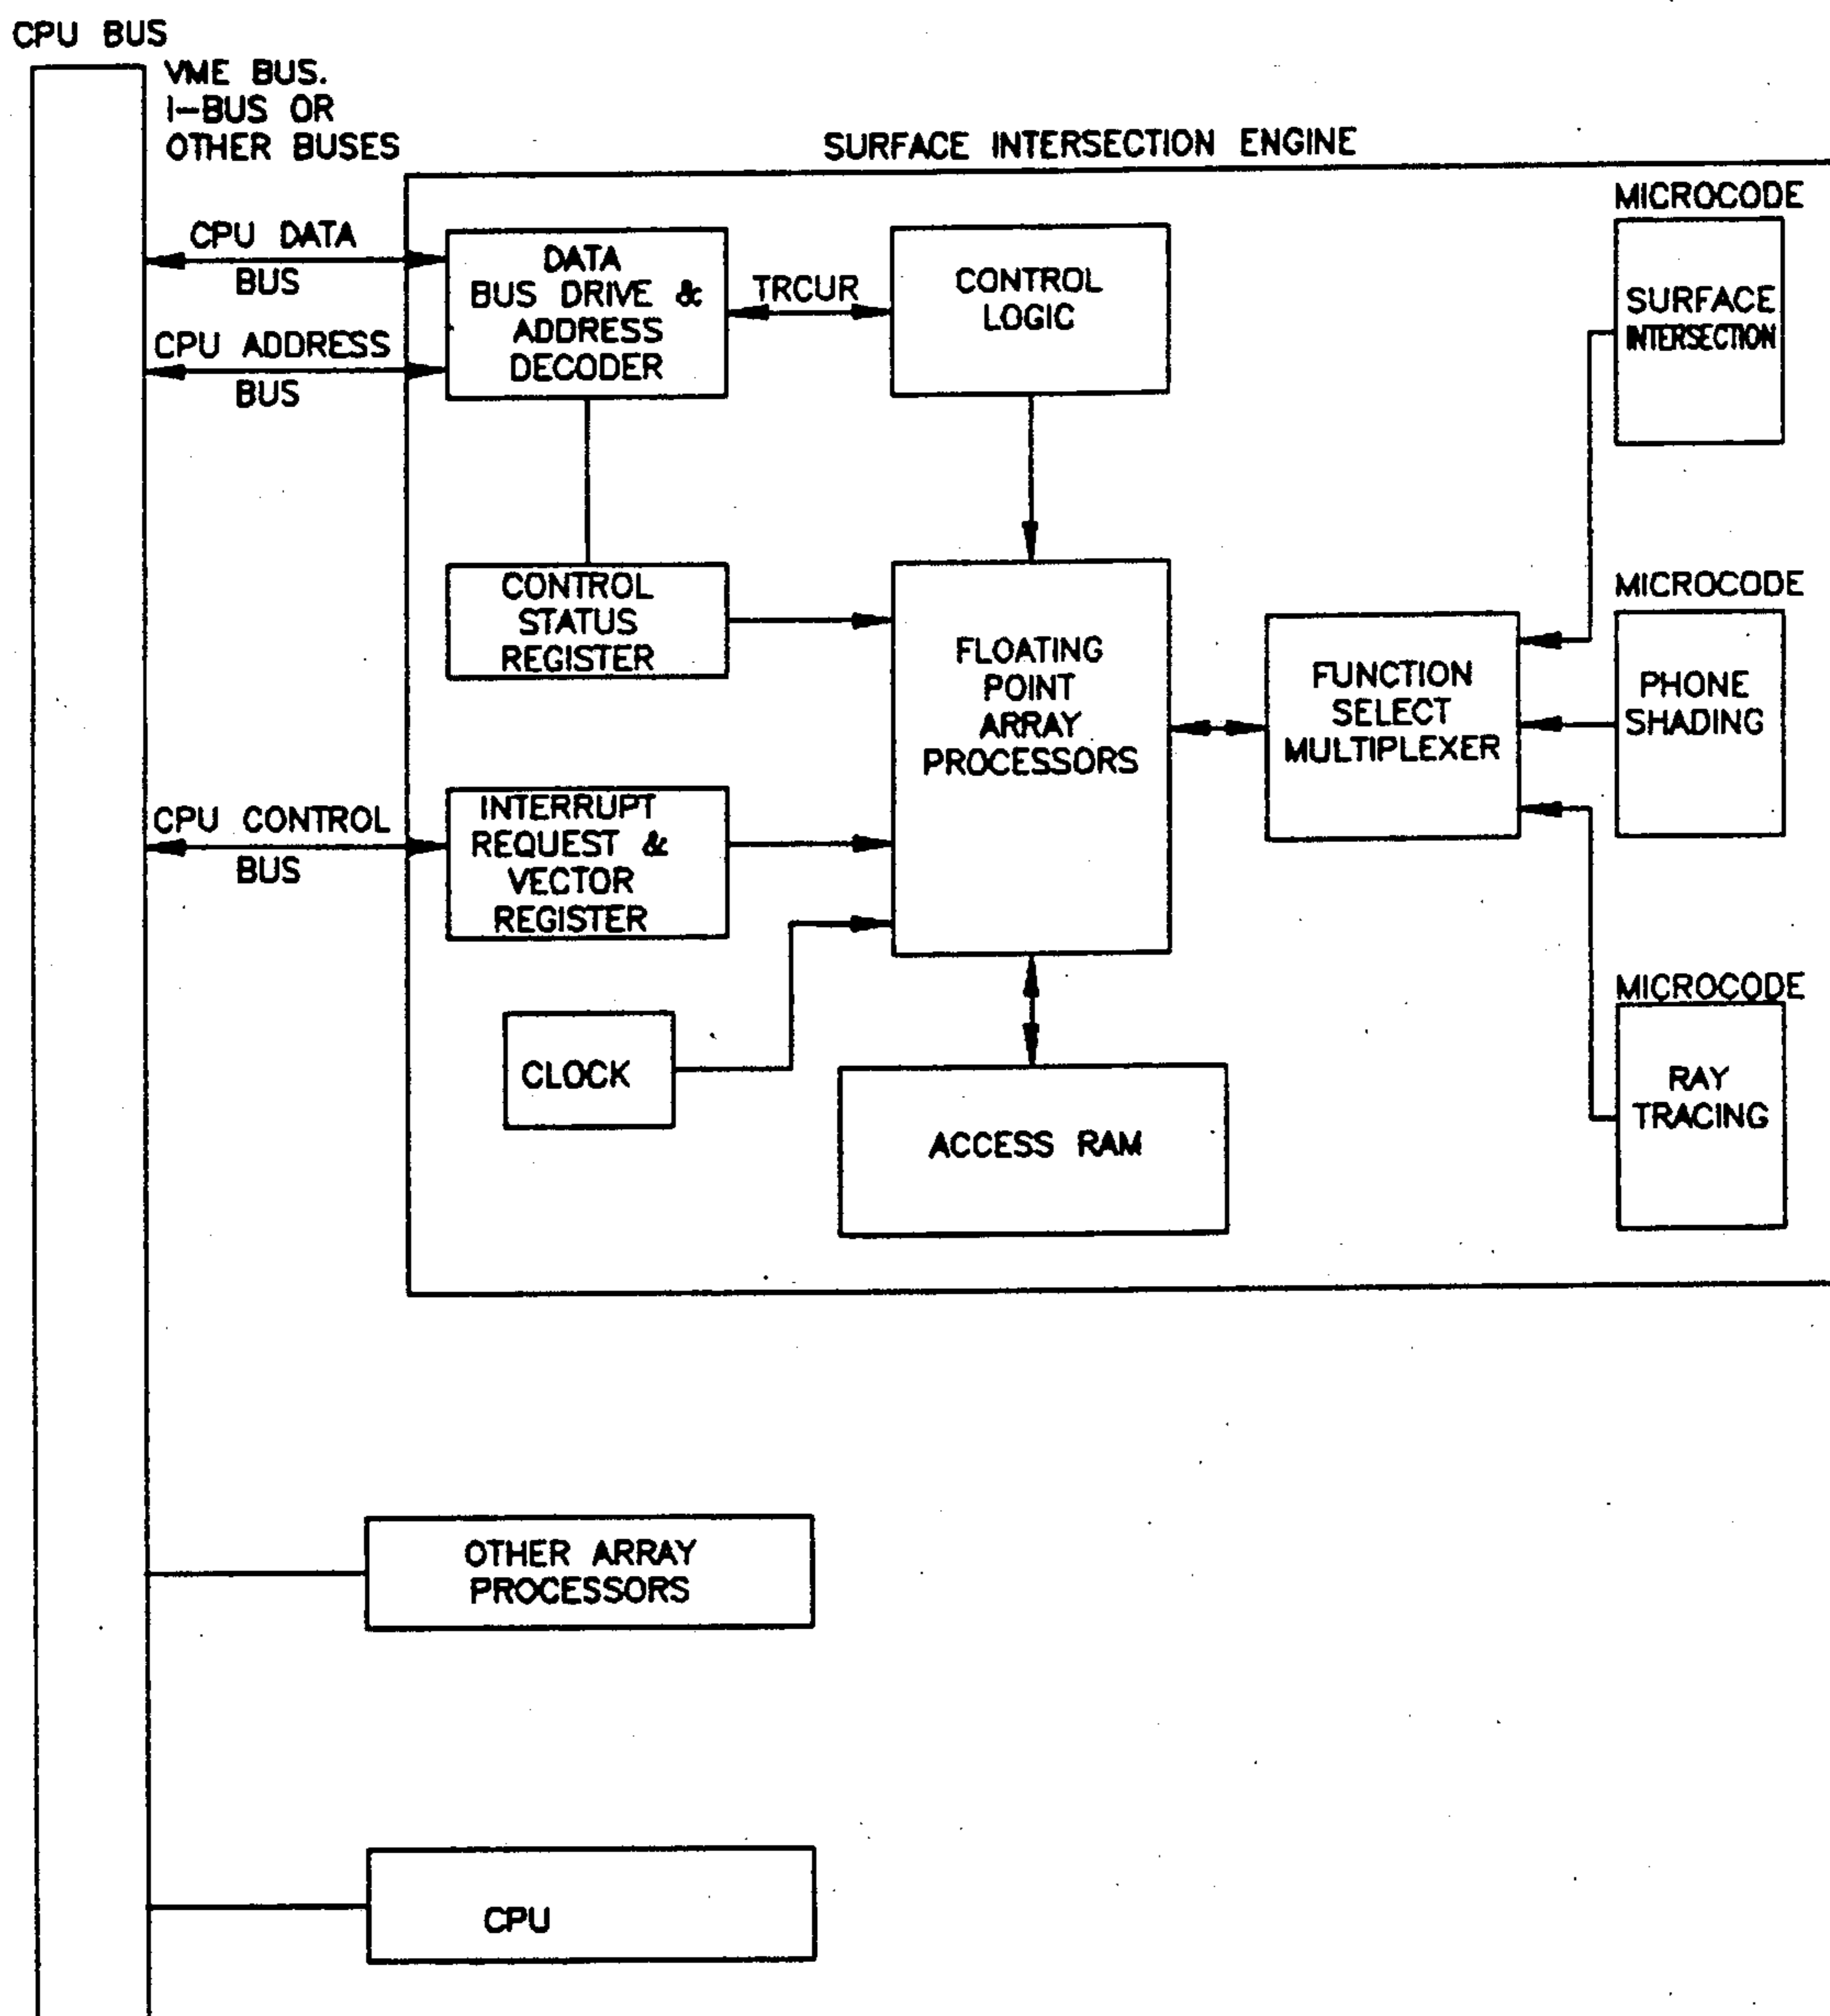 CPU BUS
VME BUS.
I-BUS OR
OTHER BUSES
SURFACE INTERSECTION ENGINE
CPU DATA
BUS
CPU ADDRESS
BUS
DATA
BUS DRIVE &
ADDRESS
DECODER
TRCUR
CONTROL
LOGIC
MICROCODE
SURFACE
INTERSECTION
CONTROL
STATUS
REGISTER
FLOATING
POINT
ARRAY
PROCESSORS
FUNCTION
SELECT
MULTIPLEXER
MICROCODE
PHONE
SHADING
CPU CONTROL
BUS
INTERRUPT
REQUEST &
VECTOR
REGISTER
CLOCK
ACCESS RAM
MICROCODE
RAY
TRACING
OTHER ARRAY
PROCESSORS
CPU